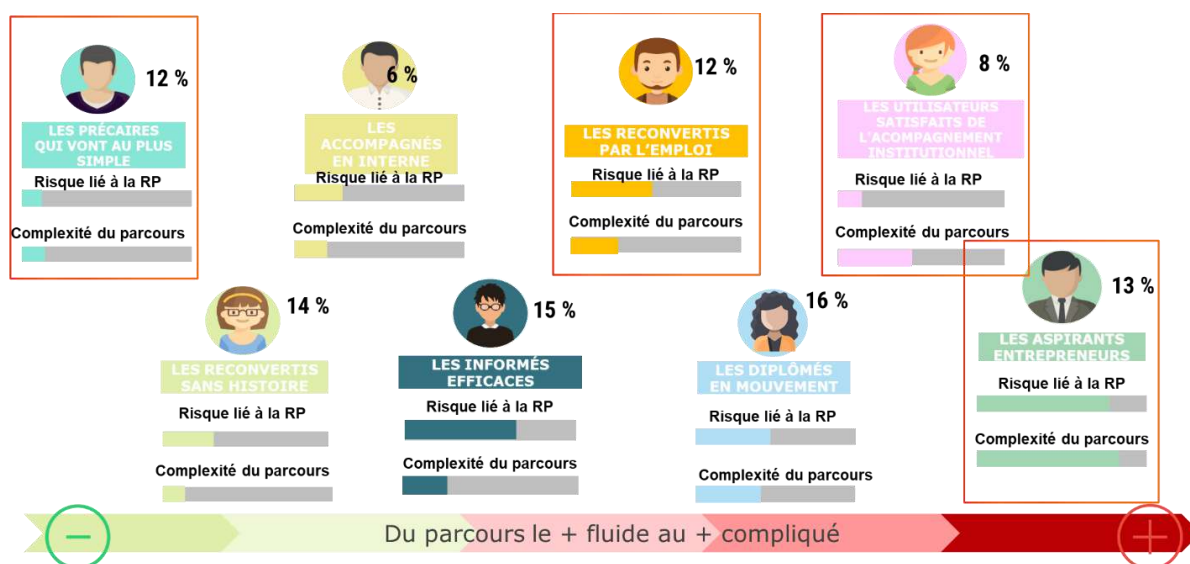 12 %
LES PRÉCAIRES
QUI VONT AU PLUS
SIMPLE
Risque lié à la RP
Complexité du parcours
6 %
LES
ACCOMPAGNÉS
EN INTERNE
Risque lié à la RP
Complexité du parcours
12 %
LES RECONVERTIS
PAR L'EMPLOI
Risque lié à la RP
Complexité du parcours
8 %
LES UTILISATEURS
SATISFAITS DE
L'ACOMPAGNEMENT
INSTITUTIONNEL
Risque lié à la RP
Complexité du parcours
14 %
LES RECONVERTIS
SANS HISTOIRE
Risque lié à la RP
Complexité du parcours
15 %
LES INFORMÉS
EFFICACES
Risque lié à la RP
Complexité du parcours
16 %
LES DIPLÔMÉS
EN MOUVEMENT
Risque lié à la RP
Complexité du parcours
13 %
LES ASPIRANTS
ENTREPRENEURS
Risque lié à la RP
Complexité du parcours
Du parcours le + fluide au + compliqué